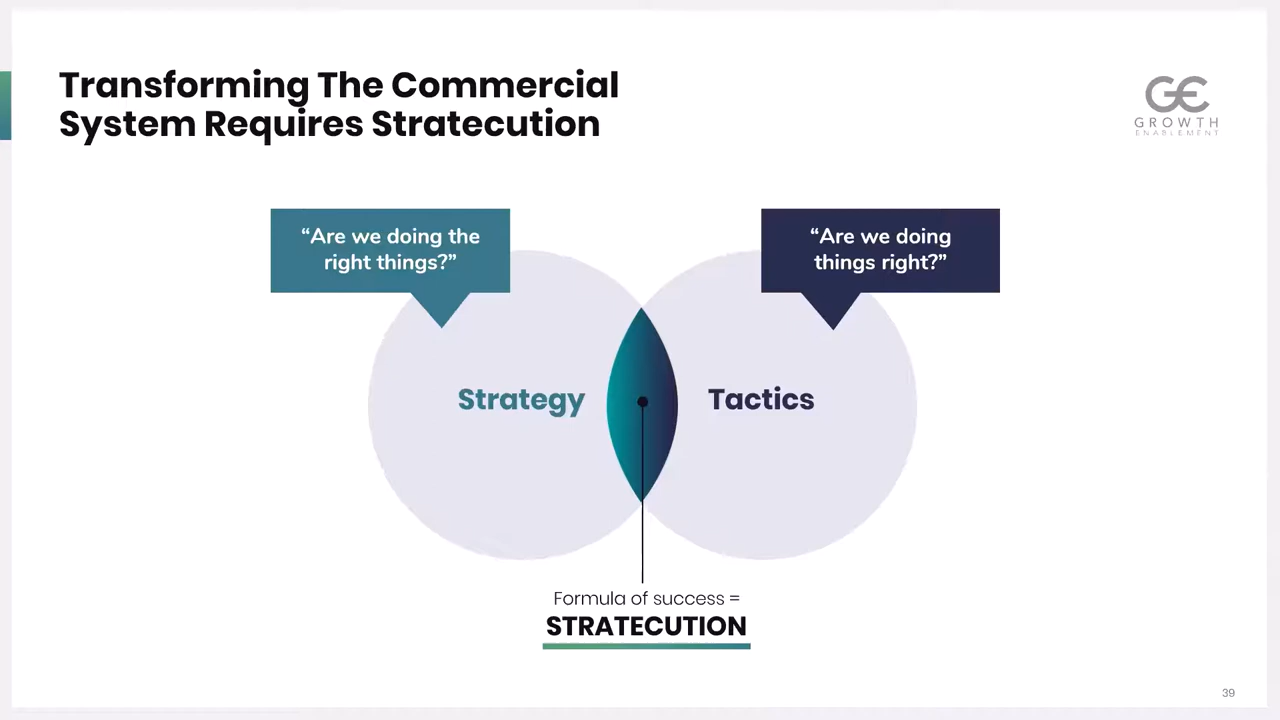 Transforming The Commercial
System Requires Stratecution
GE
GROWTH
ENABLEMENT
“Are we doing the
right things?”
“Are we doing
things right?”
Strategy
Tactics
Formula of success =
STRATECUTION
39